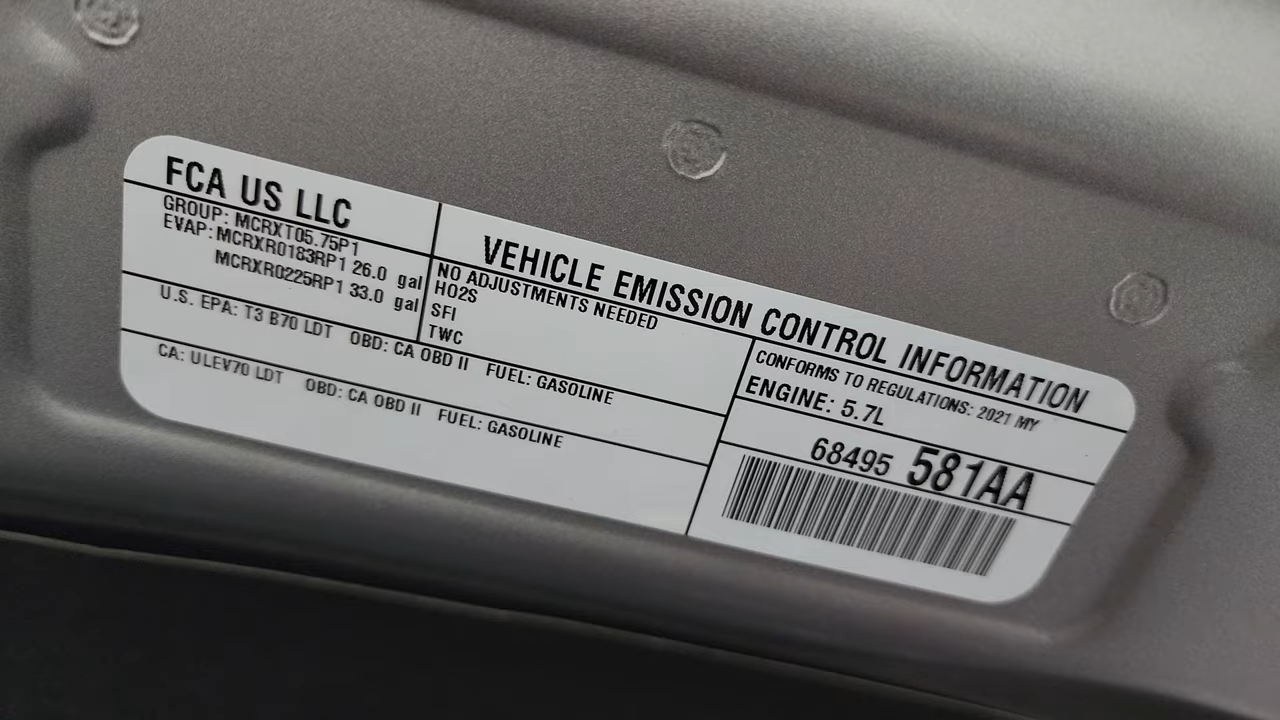 FCA US LLC
GROUP: MCRXT05.75P1
EVAP: MCRXR0183RP1 26.0 gal
MCRXR0225RP1 33.0 gal
VEHICLE EMISSION CONTROL INFORMATION
NO ADJUSTMENTS NEEDED
HO2S
SFI
TWC
U.S. EPA: T3 B70 LDT OBD: CA OBD II FUEL: GASOLINE
CA: ULEV70 LDT OBD: CA OBD II FUEL: GASOLINE
CONFORMS TO REGULATIONS: 2021 MY
ENGINE: 5.7L
68495 581AA